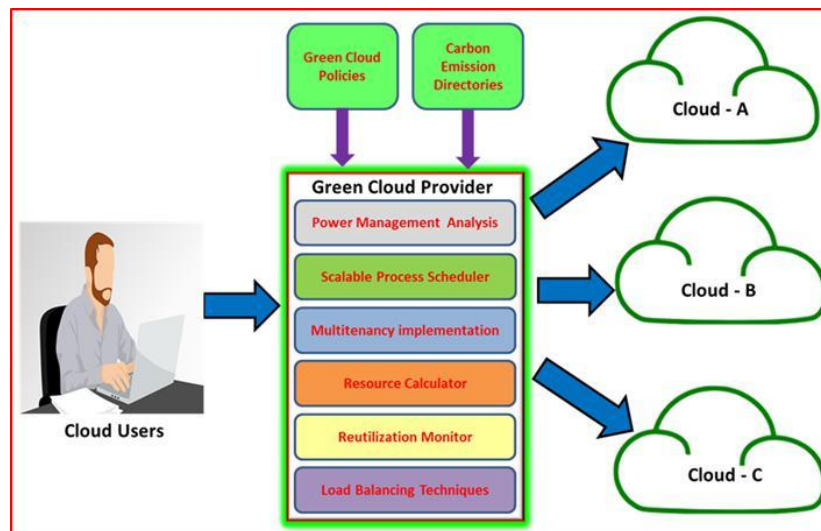 Green Cloud
Policies
Carbon
Emission
Directories
Cloud - A
Green Cloud Provider
Power Management Analysis
Scalable Process Scheduler
Multitenancy implementation
Resource Calculator
Reutilization Monitor
Load Balancing Techniques
Cloud Users
Cloud - B
Cloud - C